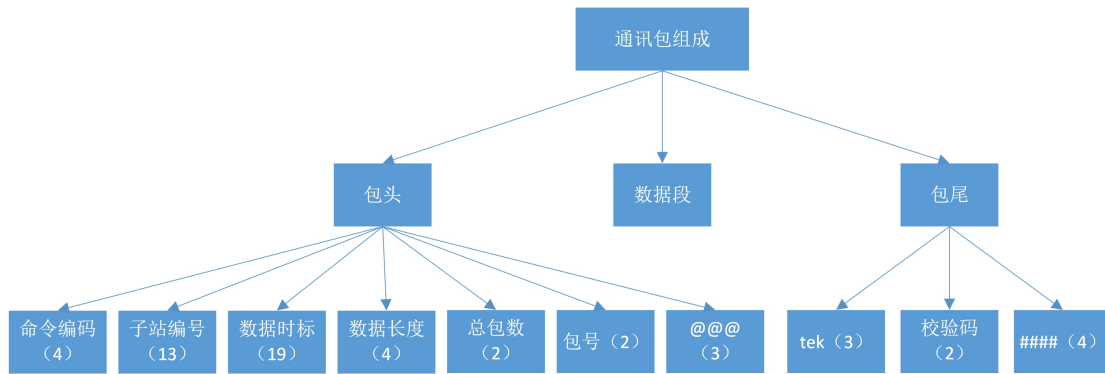 通讯包组成
包头
数据段
包尾
命令编码
（4）
子站编号
（13）
数据时标
（19）
数据长度
（4）
总包数
（2）
包号（2）
@@@
（3）
tek（3）
校验码
（2）
####（4）